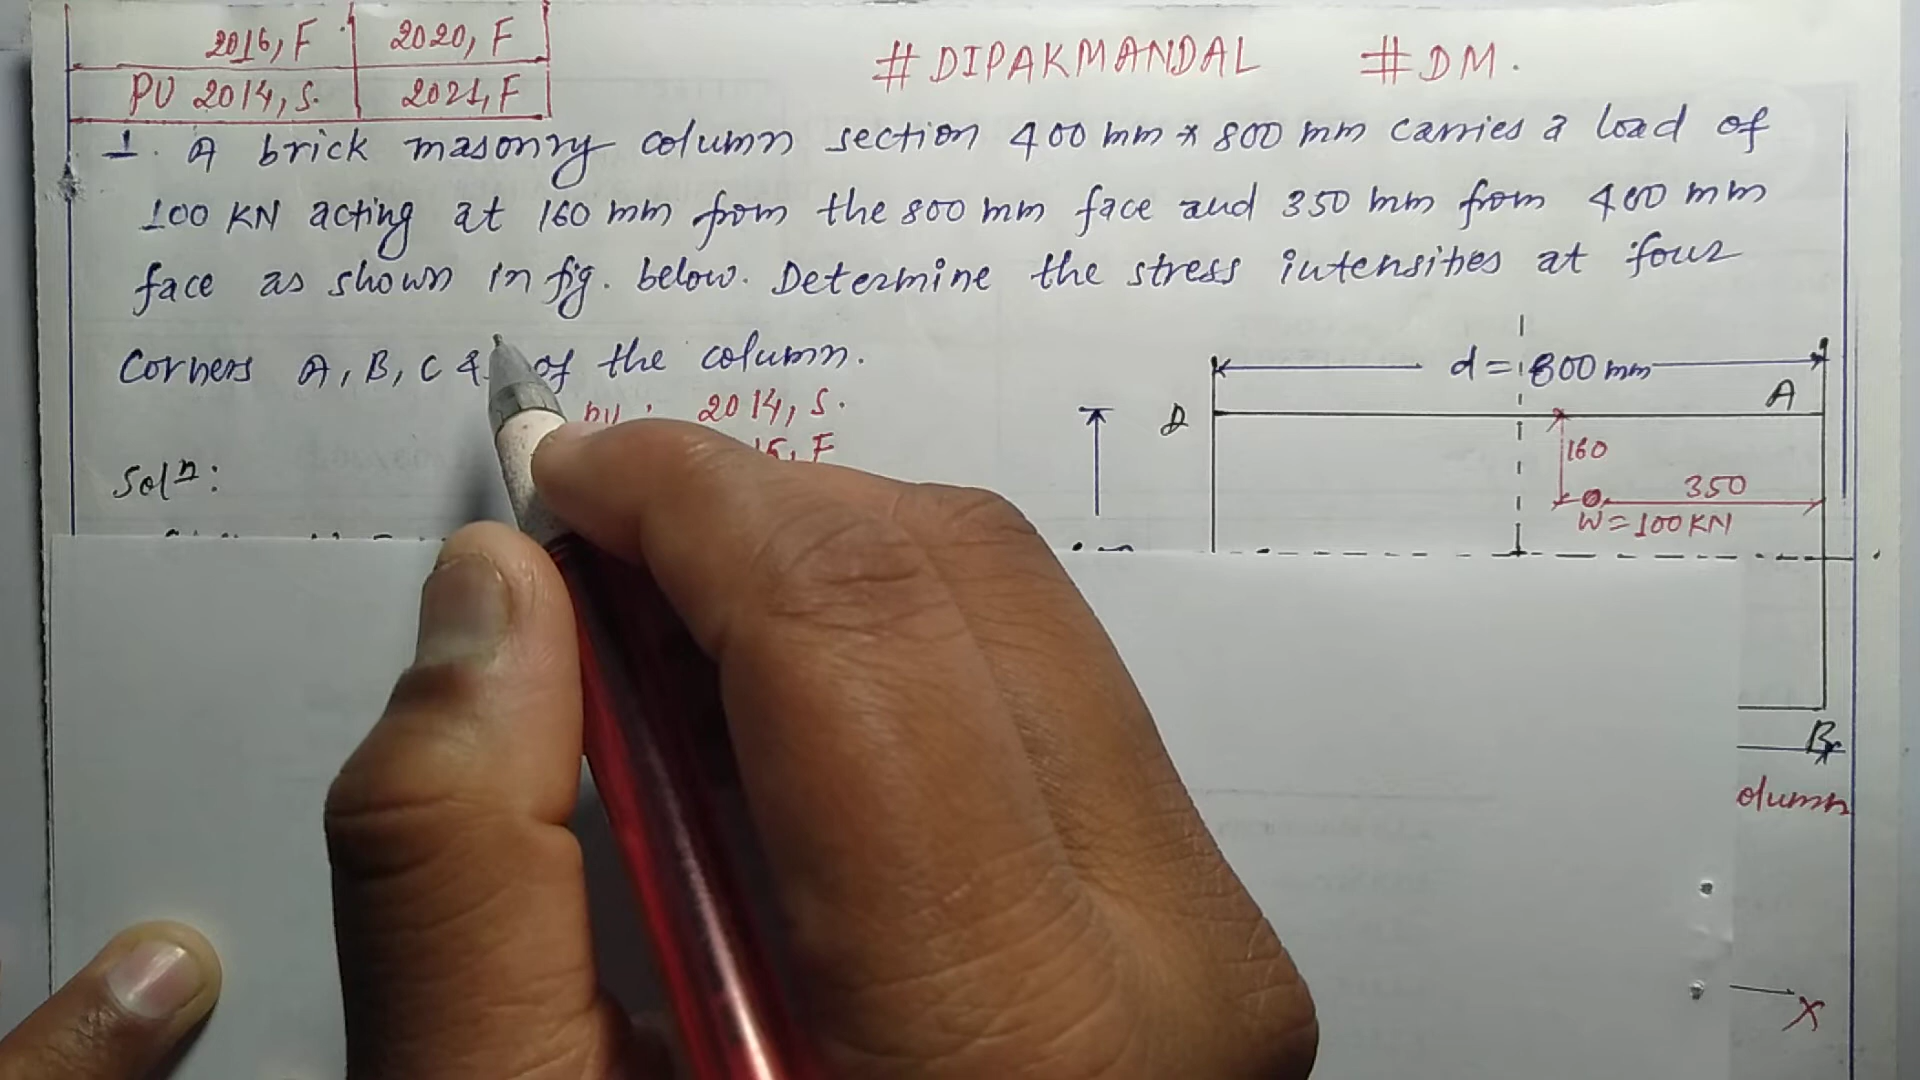 2016, F 2020, F
PU 2014, S. 2021, F
#DIPAKMANDAL #DM.
1. A brick masonry column section 400 mm * 800 mm carries a load of
100 KN acting at 160 mm from the 800 mm face and 350 mm from 400 mm
face as shown in fig. below. Determine the stress intensities at four
Corners A, B, C & of the column.
d = 800 mm
A
D
2014, S.
15, F
Soln:
160
350
W = 100 KN
B
olumn
X